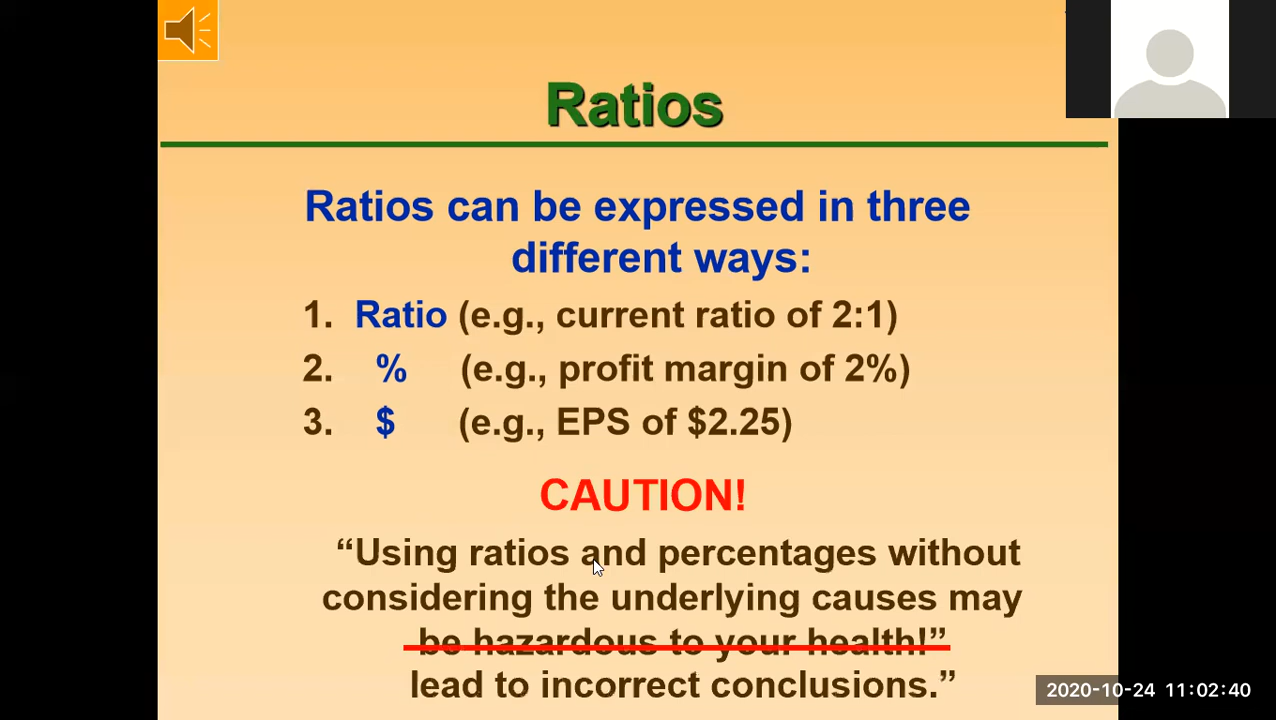 Ratios
Ratios can be expressed in three
different ways:
1. Ratio (e.g., current ratio of 2:1)
2. % (e.g., profit margin of 2%)
3. $ (e.g., EPS of $2.25)
CAUTION!
“Using ratios and percentages without
considering the underlying causes may
be hazardous to your health!”
lead to incorrect conclusions.”
2020-10-24 11:02:40